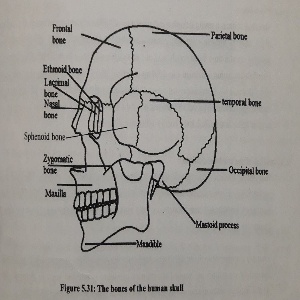 Frontal
bone
Parietal bone
Ethmoid bone
Lacrimal
bone
Nasal
bone
temporal bone
Sphenoid bone
Zygomatic
bone
Occipital bone
Maxilla
Mastoid process
Mandible
Figure 5.31: The bones of the human skull